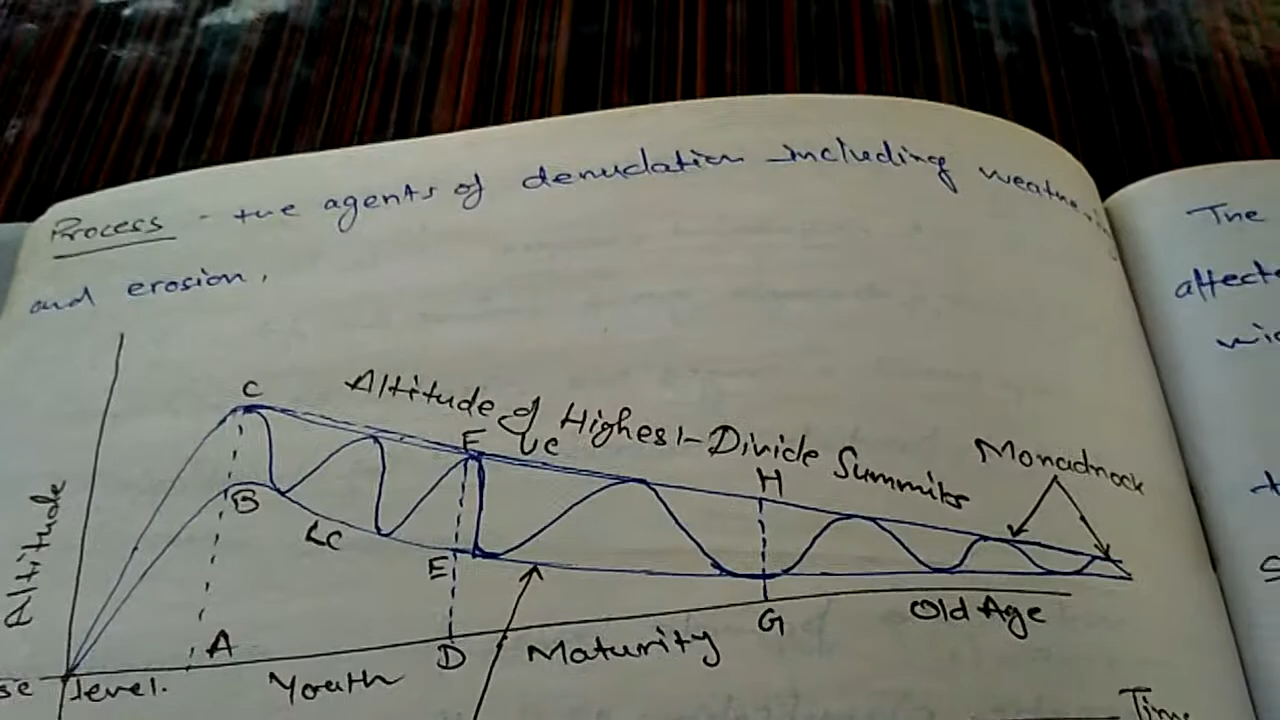 Process - the agents of denudation including
and erosion,
The
affect
C
Altitude of Highest-Divide Summits
F
UC
Monadnock
H
Altitude
B
LC
E
A
D
Maturity
G
Old Age
level.
Youth
Time